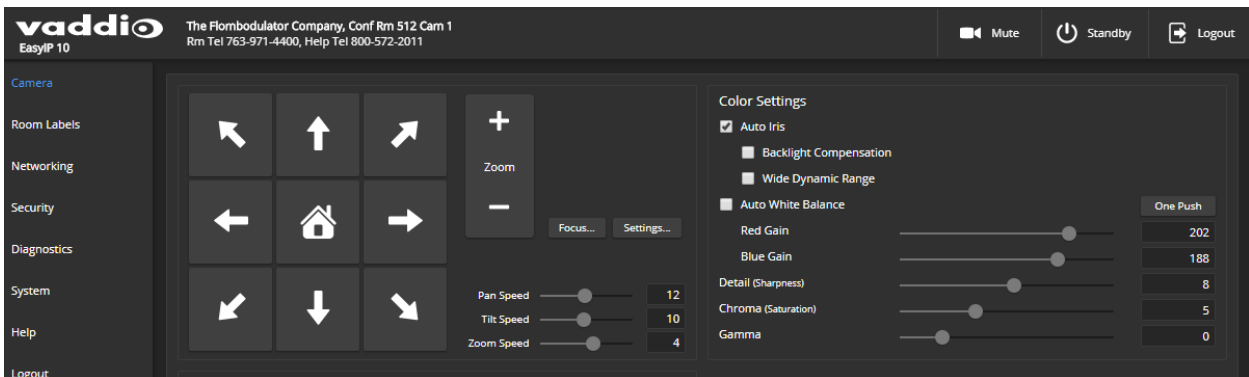 vaddio
EasyIP 10
The Flombodulator Company, Conf Rm 512 Cam 1
Rm Tel 763-971-4400, Help Tel 800-572-2011
Mute
Standby
Logout
Camera
Room Labels
Networking
Security
Diagnostics
System
Help
Logout
+
Zoom
−
Focus...
Settings...
Pan Speed 12
Tilt Speed 10
Zoom Speed 4
Color Settings
Auto Iris
Backlight Compensation
Wide Dynamic Range
Auto White Balance
One Push
Red Gain 202
Blue Gain 188
Detail (Sharpness) 8
Chroma (Saturation) 5
Gamma 0